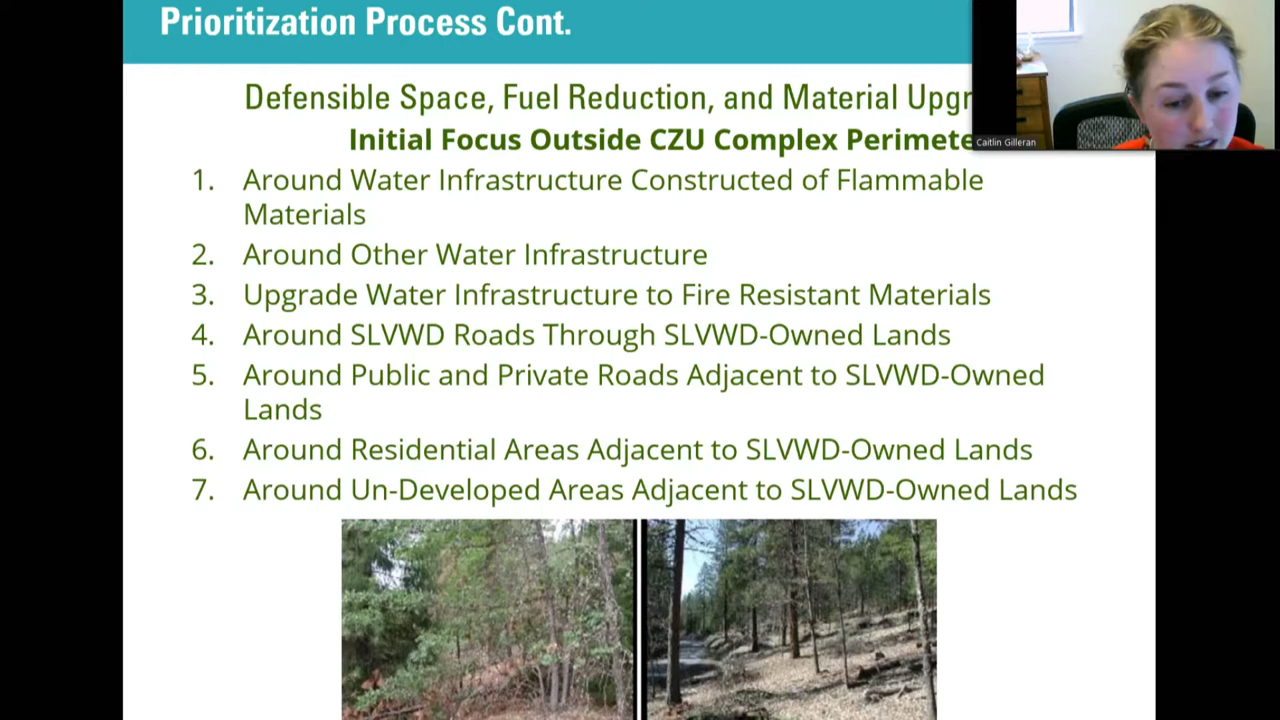 Prioritization Process Cont.
Defensible Space, Fuel Reduction, and Material
Initial Focus Outside CZU Complex
Caitlin Gilleran
1. Around Water Infrastructure Constructed of Flammable
Materials
2. Around Other Water Infrastructure
3. Upgrade Water Infrastructure to Fire Resistant Materials
4. Around SLVWD Roads Through SLVWD-Owned Lands
5. Around Public and Private Roads Adjacent to SLVWD-Owned
Lands
6. Around Residential Areas Adjacent to SLVWD-Owned Lands
7. Around Un-Developed Areas Adjacent to SLVWD-Owned Lands